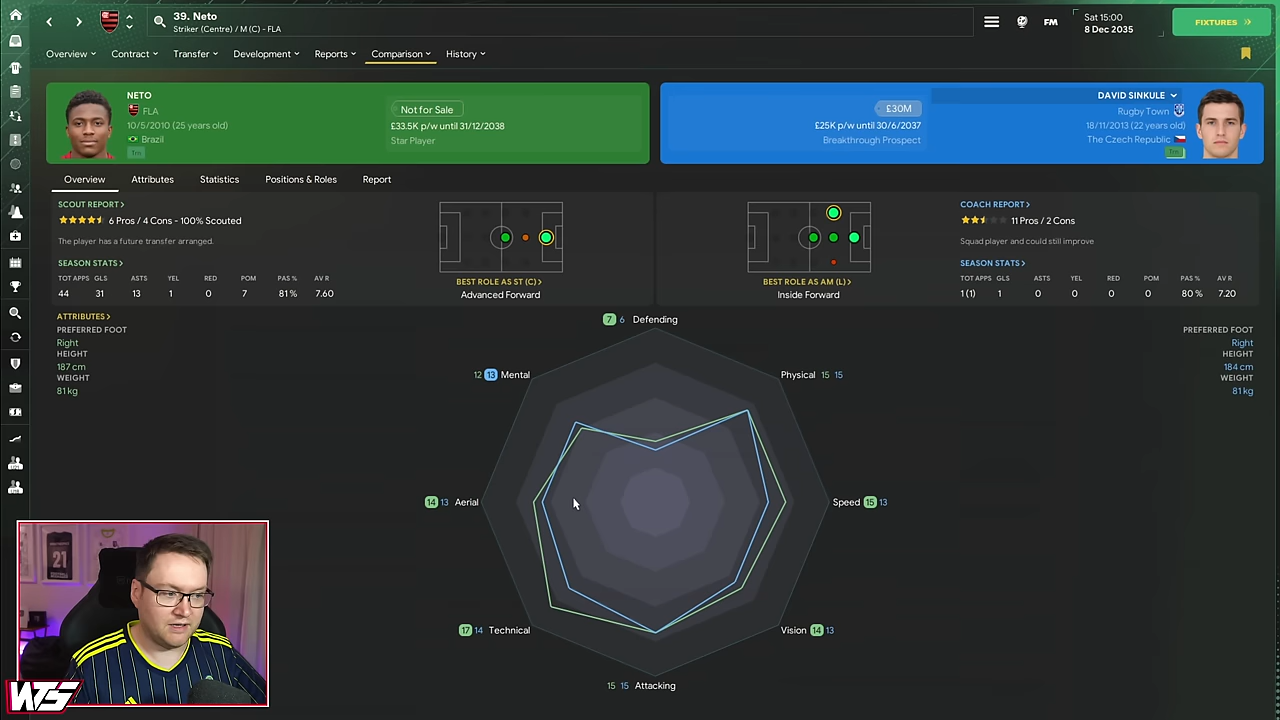 39. Neto
Striker (Centre) / M (C) - FLA
FM
Sat 15:00
8 Dec 2035
FIXTURES
Overview
Contract
Transfer
Development
Reports
Comparison
History
NETO
FLA
10/5/2010 (25 years old)
Brazil
Trn
Not for Sale
£33.5K p/w until 31/12/2038
Star Player
£30M
£25K p/w until 30/6/2037
Breakthrough Prospect
DAVID SINKULE
Rugby Town
18/11/2013 (22 years old)
The Czech Republic
Trn
Overview
Attributes
Statistics
Positions & Roles
Report
SCOUT REPORT >
6 Pros / 4 Cons - 100% Scouted
The player has a future transfer arranged.
SEASON STATS >
TOT APPS GLS ASTS YEL RED POM PAS % AV R
44 31 13 1 0 7 81 % 7.60
BEST ROLE AS ST (C) >
Advanced Forward
BEST ROLE AS AM (L) >
Inside Forward
COACH REPORT >
11 Pros / 2 Cons
Squad player and could still improve
SEASON STATS >
TOT APPS GLS ASTS YEL RED POM PAS % AV R
1 (1) 1 0 0 0 0 80 % 7.20
ATTRIBUTES >
PREFERRED FOOT
Right
HEIGHT
187 cm
WEIGHT
81 kg
PREFERRED FOOT
Right
HEIGHT
184 cm
WEIGHT
81 kg
7 6 Defending
12 13 Mental
Physical 15 15
14 13 Aerial
Speed 15 13
17 14 Technical
Vision 14 13
15 15 Attacking
21
WTS